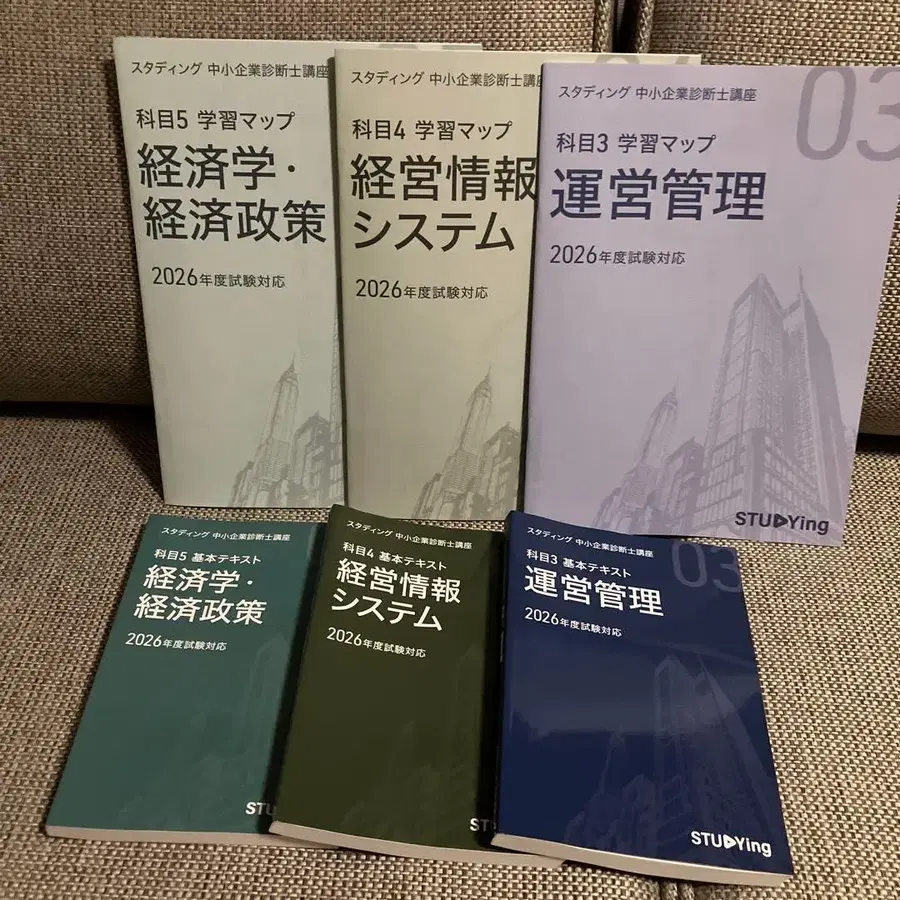 スタディング 中小企業診断士講座
科目5 学習マップ
経済学・
経済政策
2026年度試験対応
スタディング 中小企業診断士講座
科目4 学習マップ
経営情報
システム
2026年度試験対応
03
スタディング 中小企業診断士講座
科目3 学習マップ
運営管理
2026年度試験対応
STUDYing
スタディング 中小企業診断士講座
科目5 基本テキスト
経済学・
経済政策
2026年度試験対応
STU
スタディング 中小企業診断士講座
科目4 基本テキスト
経営情報
システム
2026年度試験対応
ST
スタディング 中小企業診断士講座
03
科目3 基本テキスト
運営管理
2026年度試験対応
STUDYing